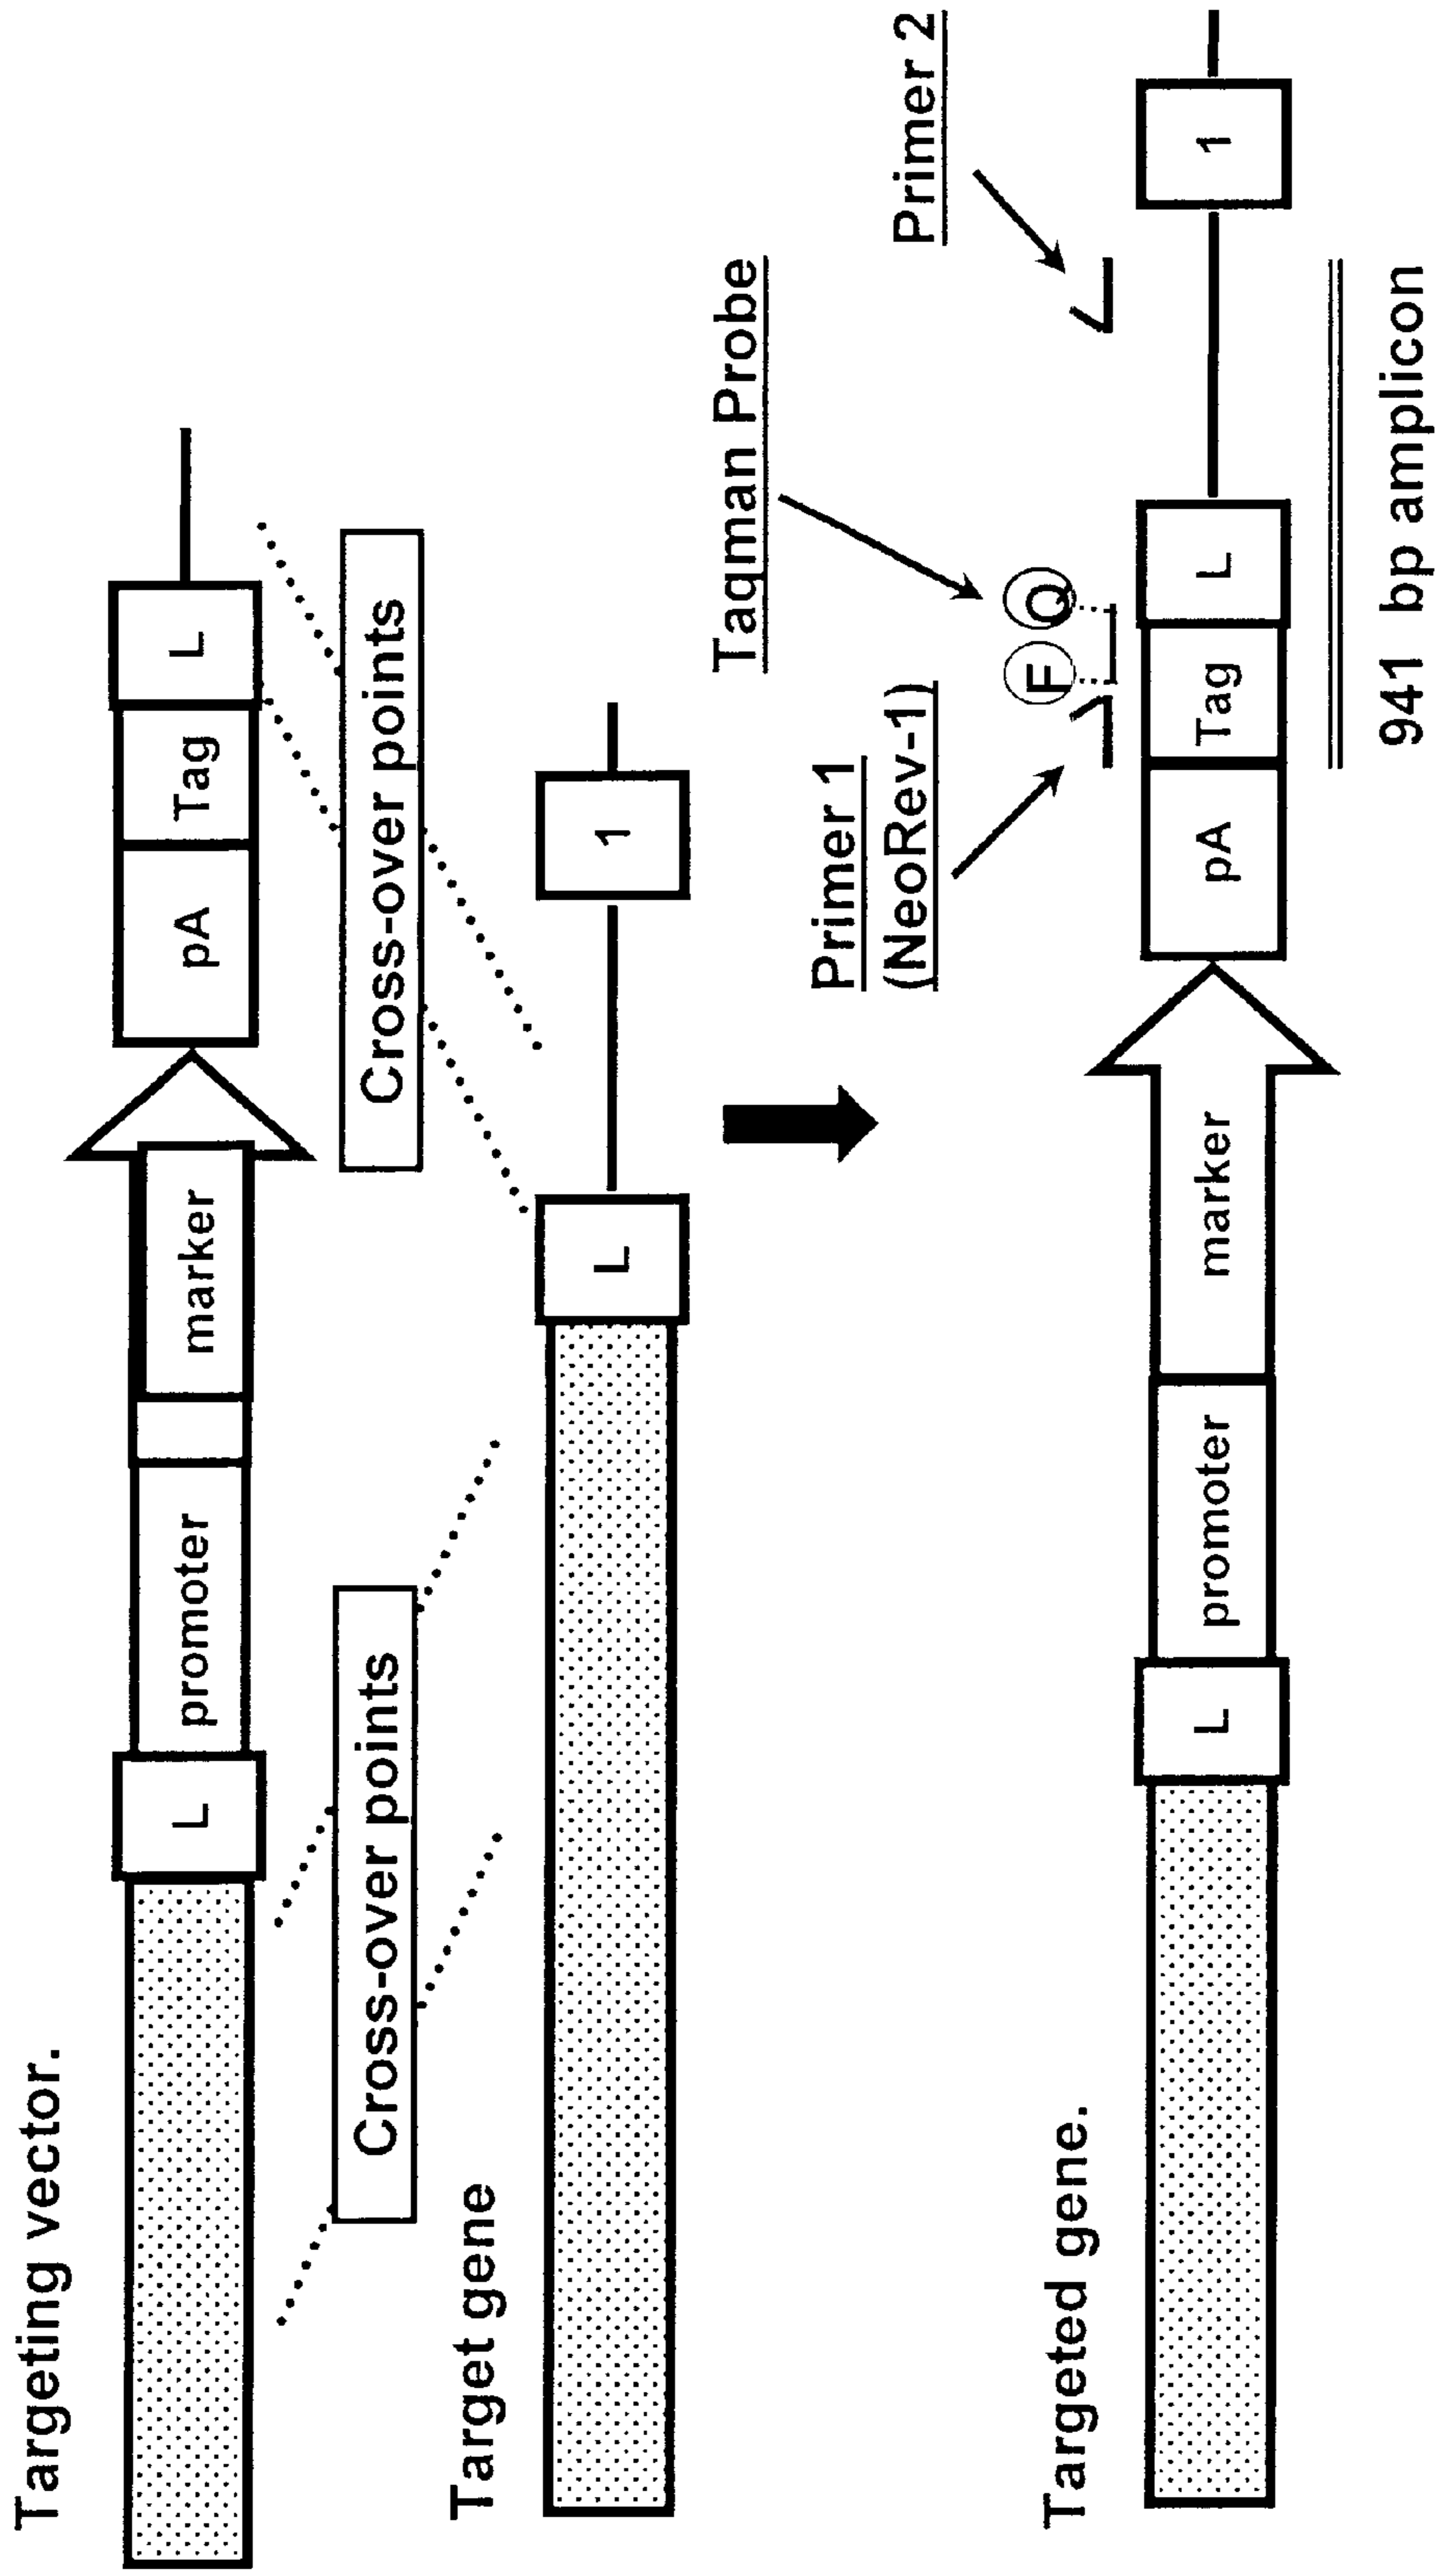 Targeting vector.
L
promoter
marker
pA
Tag
L
Cross-over points
Cross-over points
Target gene
L
1
Taqman Probe
Primer 2
Primer 1
(NeoRev-1)
F
Q
Targeted gene.
L
promoter
marker
pA
Tag
L
1
941 bp amplicon